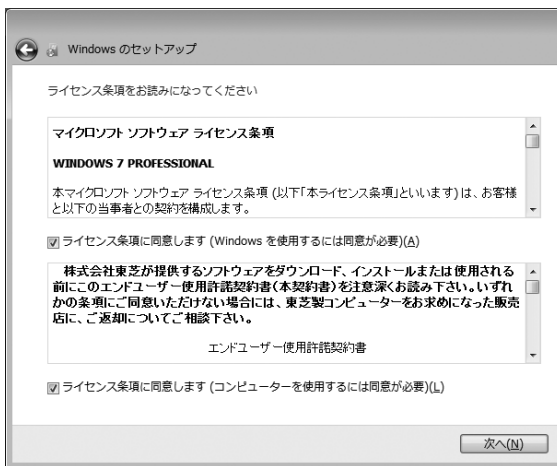 Windows のセットアップ
ライセンス条項をお読みになってください
マイクロソフト ソフトウェア ライセンス条項
WINDOWS 7 PROFESSIONAL
本マイクロソフト ソフトウェア ライセンス条項 (以下「本ライセンス条項」といいます) は、お客様
と以下の当事者との契約を構成します。
ライセンス条項に同意します (Windows を使用するには同意が必要)(A)
株式会社東芝が提供するソフトウェアをダウンロード、インストールまたは使用される
前にこのエンドユーザー使用許諾契約書(本契約書)を注意深くお読み下さい。いずれ
かの条項にご同意いただけない場合には、東芝製コンピューターをお求めになった販売
店に、ご返却についてご相談下さい。
エンドユーザー使用許諾契約書
ライセンス条項に同意します (コンピューターを使用するには同意が必要)(L)
次へ(N)